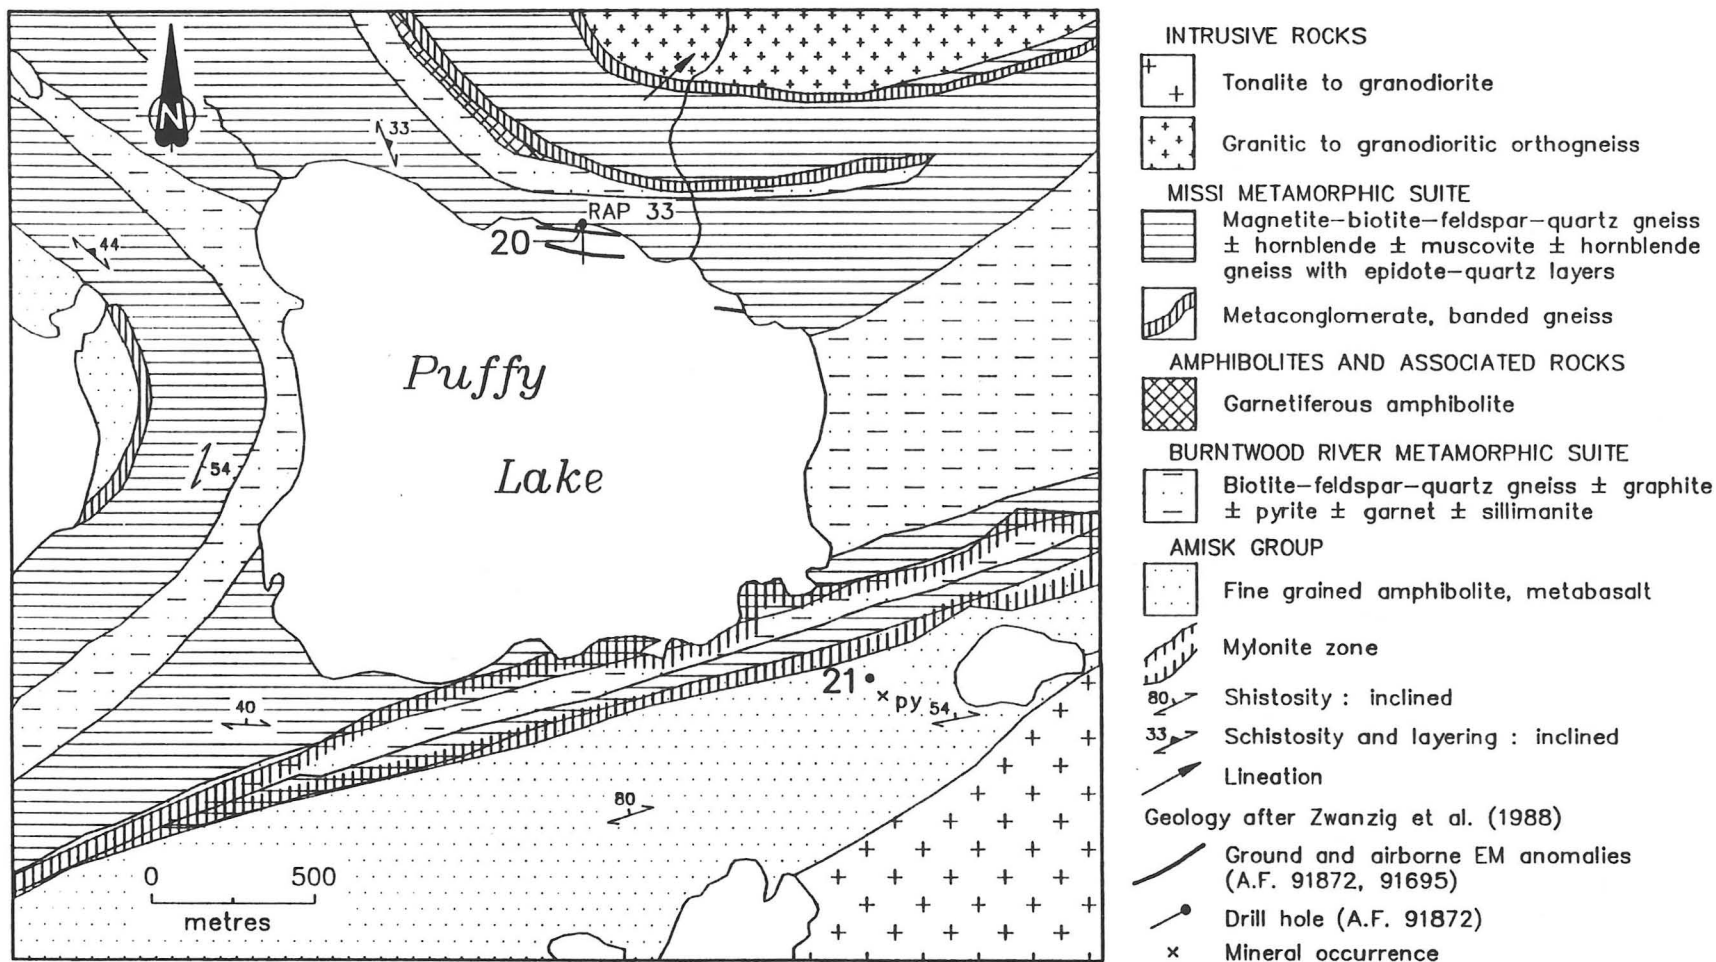 N
33
44
54
RAP 33
20
Puffy
Lake
21
py
54
40
80
0 500
metres
INTRUSIVE ROCKS
Tonalite to granodiorite
Granitic to granodioritic orthogneiss
MISSI METAMORPHIC SUITE
Magnetite-biotite-feldspar-quartz gneiss
± hornblende ± muscovite ± hornblende
gneiss with epidote-quartz layers
Metaconglomerate, banded gneiss
AMPHIBOLITES AND ASSOCIATED ROCKS
Garnetiferous amphibolite
BURNTWOOD RIVER METAMORPHIC SUITE
Biotite-feldspar-quartz gneiss ± graphite
± pyrite ± garnet ± sillimanite
AMISK GROUP
Fine grained amphibolite, metabasalt
Mylonite zone
80 Shistosity : inclined
33 Schistosity and layering : inclined
Lineation
Geology after Zwanzig et al. (1988)
Ground and airborne EM anomalies
(A.F. 91872, 91695)
Drill hole (A.F. 91872)
x Mineral occurrence